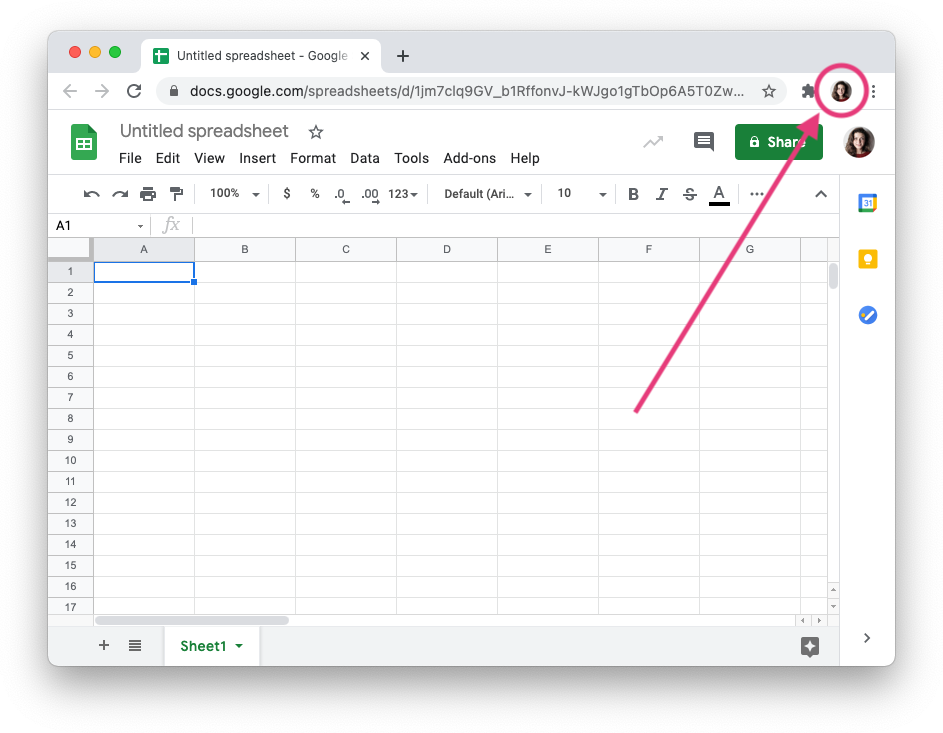 Untitled spreadsheet - Google
docs.google.com/spreadsheets/d/1jm7clq9GV_b1RffonvJ-kWJgo1gTbOp6A5T0Zw...
Untitled spreadsheet
File Edit View Insert Format Data Tools Add-ons Help
Share
100% $ % .0 .00 123 Default (Ari... 10 B I S A ...
31
A1 fx
A B C D E F G
1
2
3
4
5
6
7
8
9
10
11
12
13
14
15
16
17
+ Sheet1